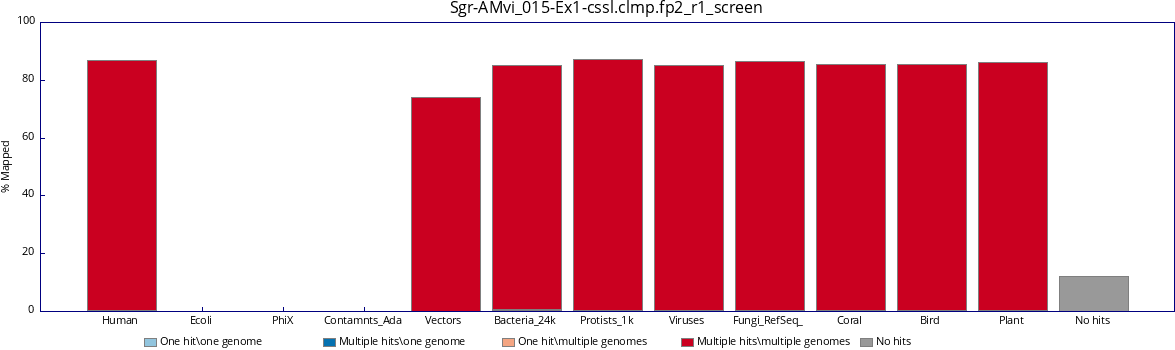 Sgr-AMvi_015-Ex1-cssl.clmp.fp2_r1_screen
100
80
60
40
20
0
% Mapped
Human Ecoli PhiX Contamnts_Ada Vectors Bacteria_24k Protists_1k Viruses Fungi_RefSeq_ Coral Bird Plant No hits
One hit\one genome Multiple hits\one genome One hit\multiple genomes Multiple hits\multiple genomes No hits